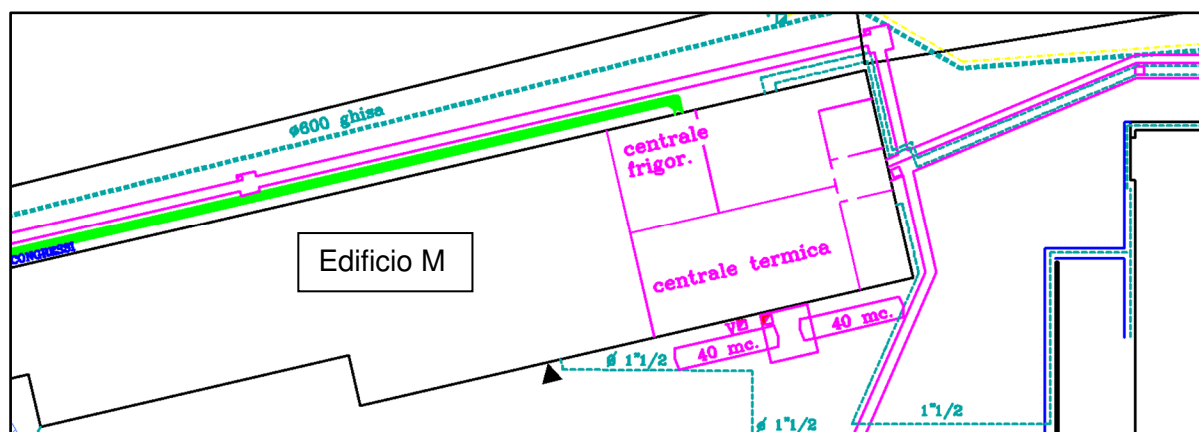 ø600 ghisa
centrale
frigor.
CONGRESSI
Edificio M
centrale termica
40 mc.
40 mc.
ø 1"1/2
1"1/2
ø 1"1/2